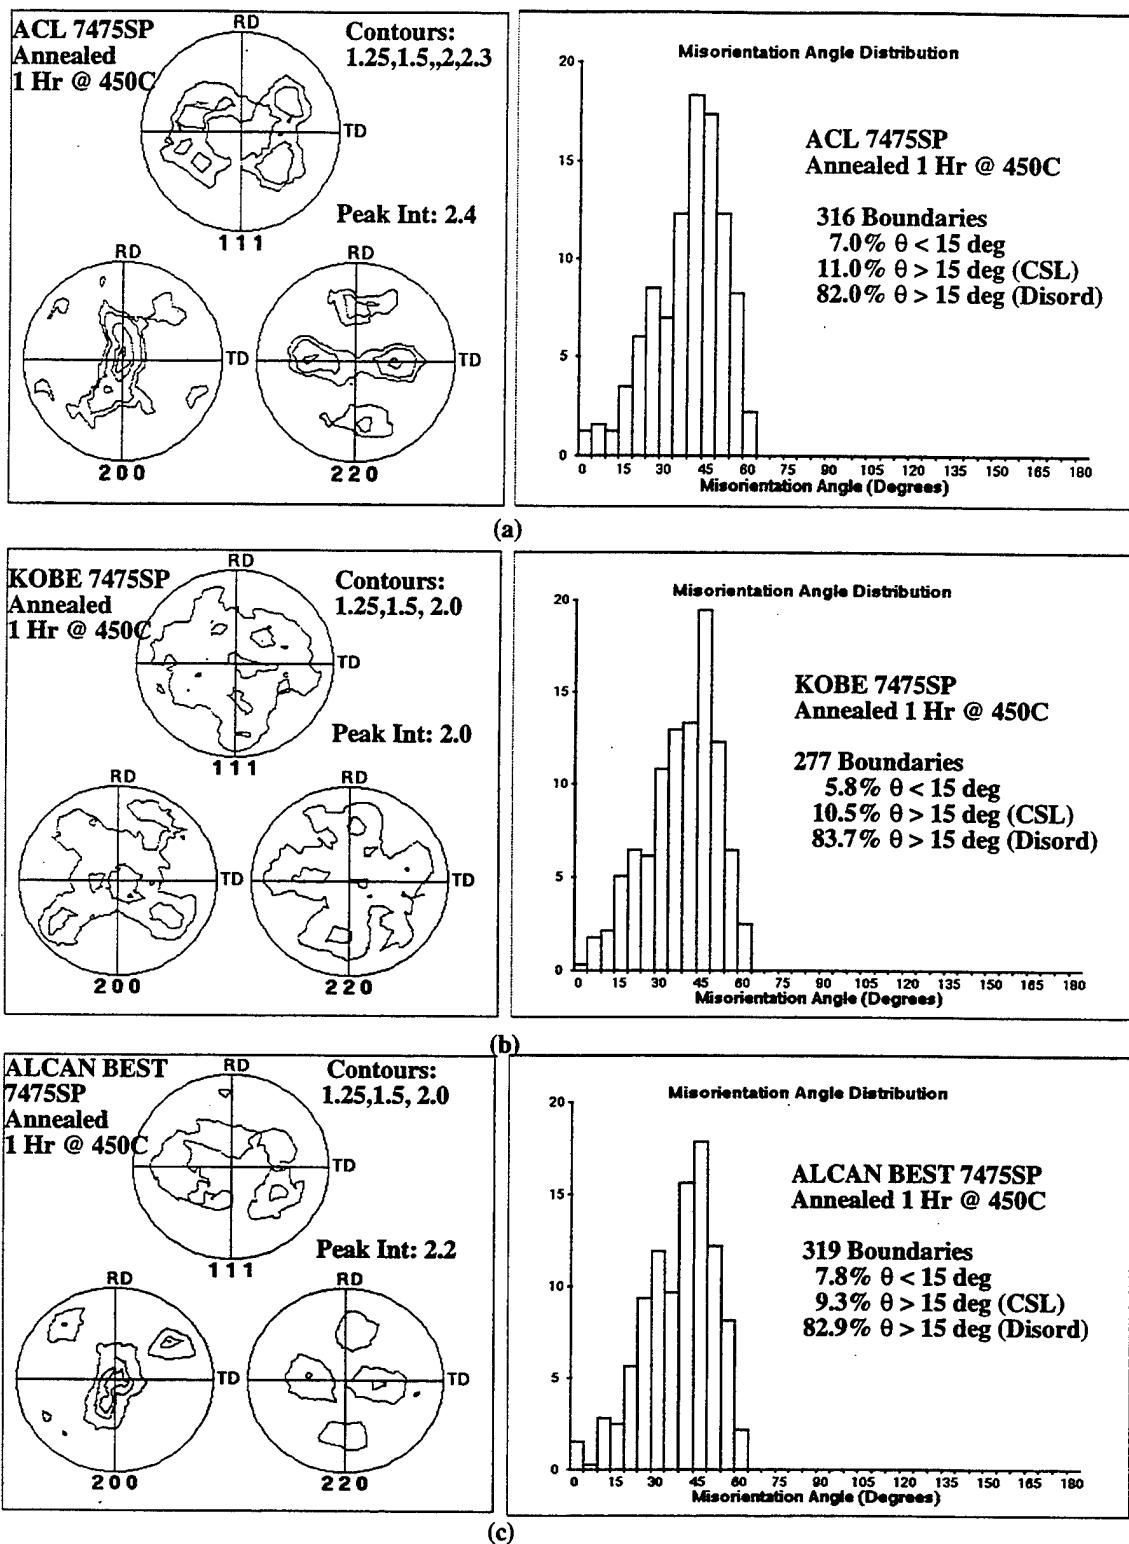 ACL 7475SP
Annealed
1 Hr @ 450C
RD
TD
Contours:
1.25,1.5,,2,2.3
Peak Int: 2.4
111
RD
TD
200
RD
TD
220
Misorientation Angle Distribution
20
15
10
5
0
0 15 30 45 60 75 90 105 120 135 150 165 180
Misorientation Angle (Degrees)
ACL 7475SP
Annealed 1 Hr @ 450C
316 Boundaries
7.0% θ < 15 deg
11.0% θ > 15 deg (CSL)
82.0% θ > 15 deg (Disord)
(a)
KOBE 7475SP
Annealed
1 Hr @ 450C
RD
TD
Contours:
1.25,1.5, 2.0
Peak Int: 2.0
111
RD
TD
200
RD
TD
220
Misorientation Angle Distribution
20
15
10
5
0
0 15 30 45 60 75 90 105 120 135 150 165 180
Misorientation Angle (Degrees)
KOBE 7475SP
Annealed 1 Hr @ 450C
277 Boundaries
5.8% θ < 15 deg
10.5% θ > 15 deg (CSL)
83.7% θ > 15 deg (Disord)
(b)
ALCAN BEST
7475SP
Annealed
1 Hr @ 450C
RD
TD
Contours:
1.25,1.5, 2.0
Peak Int: 2.2
111
RD
TD
200
RD
TD
220
Misorientation Angle Distribution
20
15
10
5
0
0 15 30 45 60 75 90 105 120 135 150 165 180
Misorientation Angle (Degrees)
ALCAN BEST 7475SP
Annealed 1 Hr @ 450C
319 Boundaries
7.8% θ < 15 deg
9.3% θ > 15 deg (CSL)
82.9% θ > 15 deg (Disord)
(c)